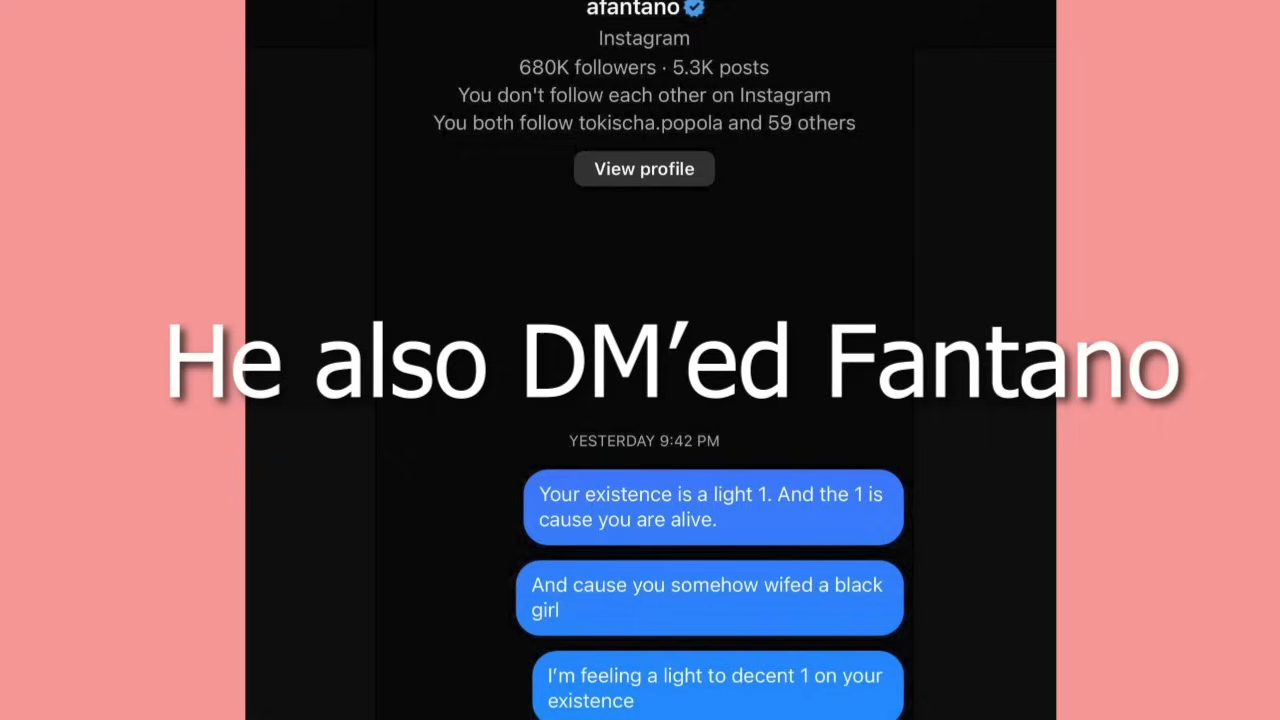 afantano
Instagram
680K followers · 5.3K posts
You don't follow each other on Instagram
You both follow tokischa.popola and 59 others
View profile
He also DM’ed Fantano
YESTERDAY 9:42 PM
Your existence is a light 1. And the 1 is
cause you are alive.
And cause you somehow wifed a black
girl
I’m feeling a light to decent 1 on your
existence